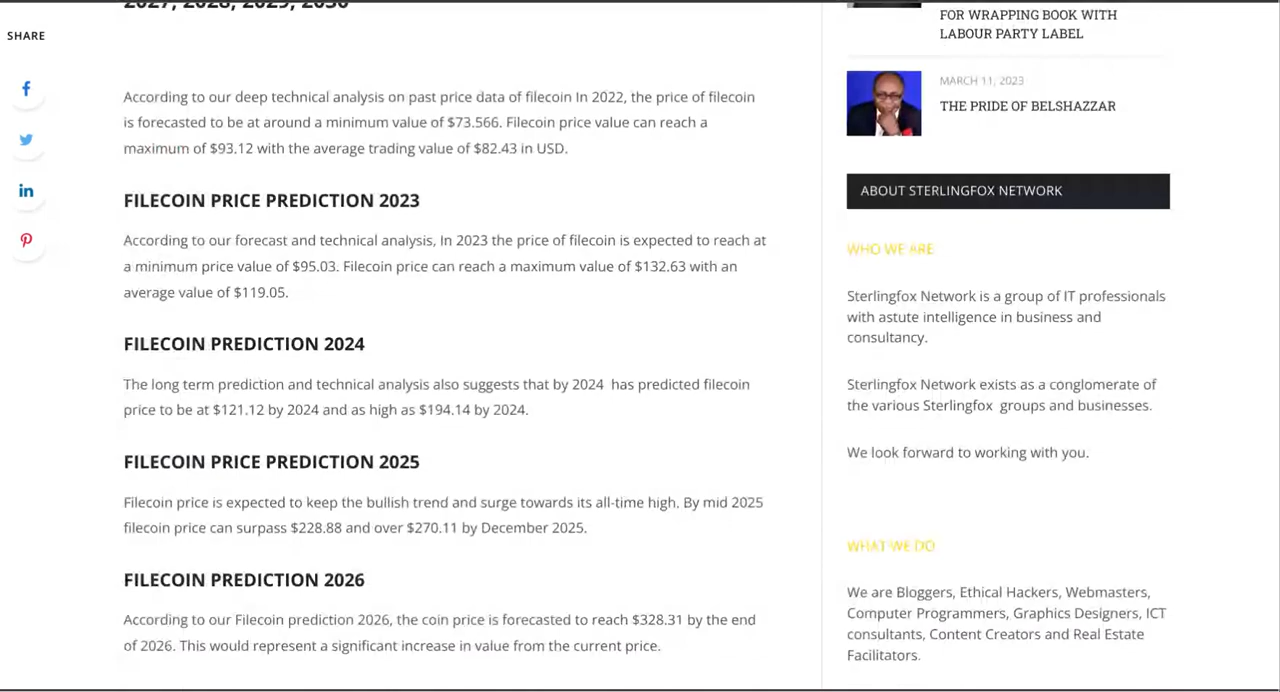 2027, 2028, 2029, 2030
SHARE
According to our deep technical analysis on past price data of filecoin In 2022, the price of filecoin
is forecasted to be at around a minimum value of $73.566. Filecoin price value can reach a
maximum of $93.12 with the average trading value of $82.43 in USD.
FILECOIN PRICE PREDICTION 2023
According to our forecast and technical analysis, In 2023 the price of filecoin is expected to reach at
a minimum price value of $95.03. Filecoin price can reach a maximum value of $132.63 with an
average value of $119.05.
FILECOIN PREDICTION 2024
The long term prediction and technical analysis also suggests that by 2024  has predicted filecoin
price to be at $121.12 by 2024 and as high as $194.14 by 2024.
FILECOIN PRICE PREDICTION 2025
Filecoin price is expected to keep the bullish trend and surge towards its all-time high. By mid 2025
filecoin price can surpass $228.88 and over $270.11 by December 2025.
FILECOIN PREDICTION 2026
According to our Filecoin prediction 2026, the coin price is forecasted to reach $328.31 by the end
of 2026. This would represent a significant increase in value from the current price.
FOR WRAPPING BOOK WITH
LABOUR PARTY LABEL
MARCH 11, 2023
THE PRIDE OF BELSHAZZAR
ABOUT STERLINGFOX NETWORK
WHO WE ARE
Sterlingfox Network is a group of IT professionals
with astute intelligence in business and
consultancy.
Sterlingfox Network exists as a conglomerate of
the various Sterlingfox  groups and businesses.
We look forward to working with you.
WHAT WE DO
We are Bloggers, Ethical Hackers, Webmasters,
Computer Programmers, Graphics Designers, ICT
consultants, Content Creators and Real Estate
Facilitators.